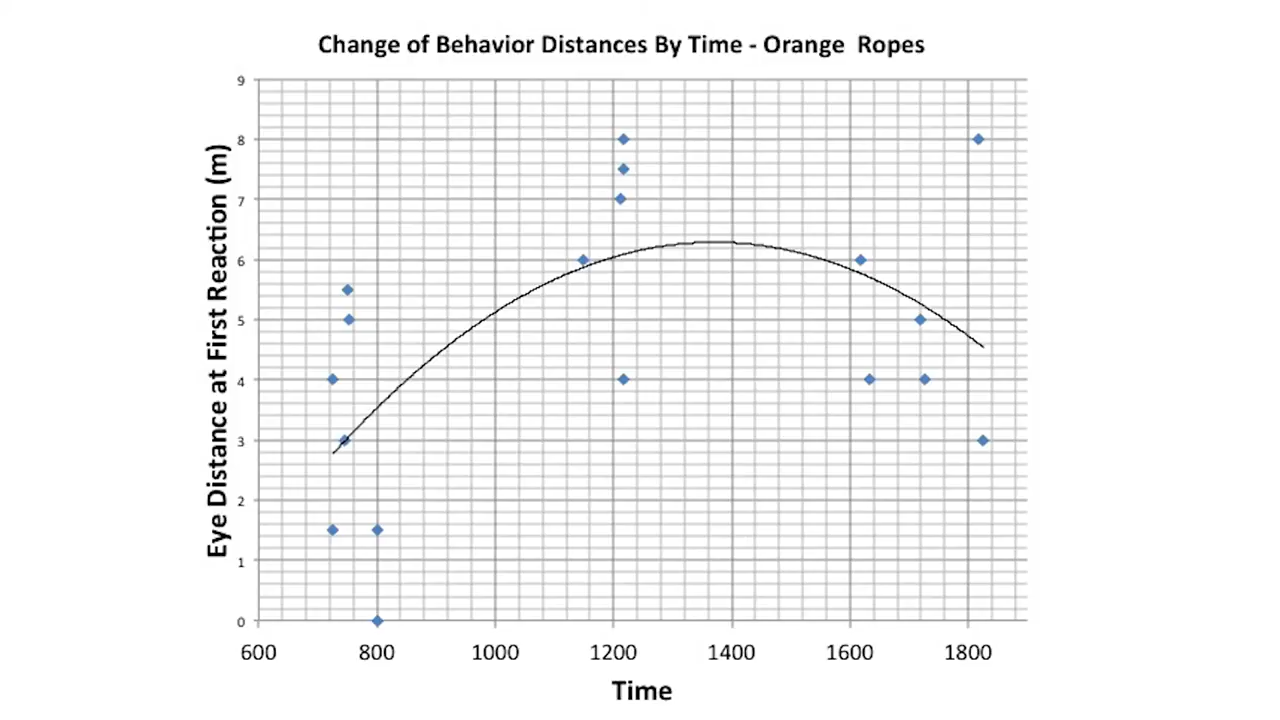 Change of Behavior Distances By Time - Orange  Ropes
Eye Distance at First Reaction (m)
9
8
7
6
5
4
3
2
1
0
600 800 1000 1200 1400 1600 1800
Time